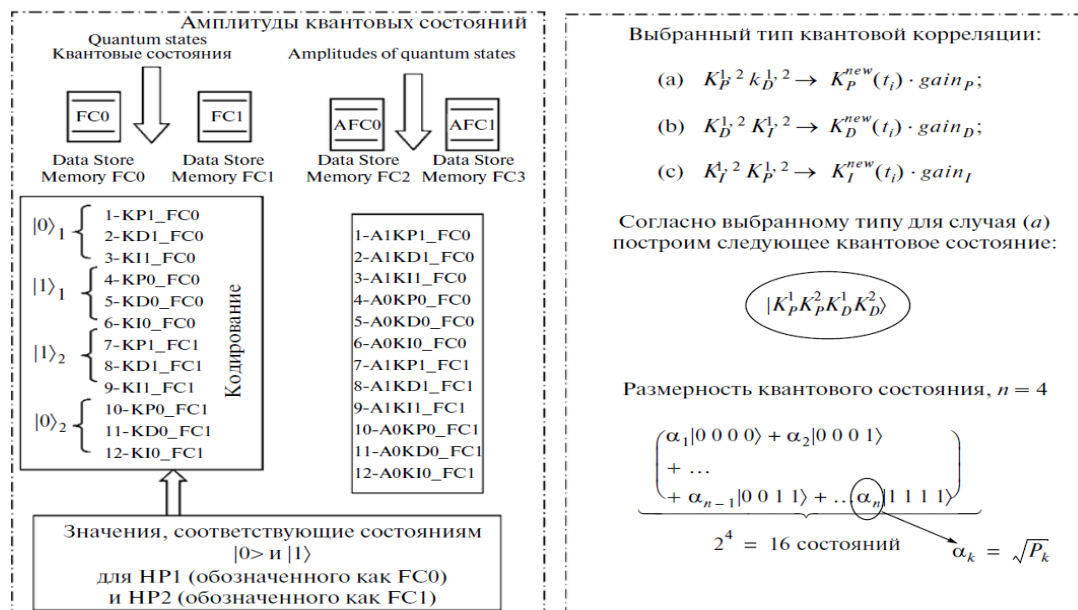 Амплитуды квантовых состояний
Quantum states
Квантовые состояния
Amplitudes of quantum states
FC0
FC1
AFC0
AFC1
Data Store
Memory FC0
Data Store
Memory FC1
Data Store
Memory FC2
Data Store
Memory FC3
|0⟩₁
1-KP1_FC0
2-KD1_FC0
3-KI1_FC0
|1⟩₁
4-KP0_FC0
5-KD0_FC0
6-KI0_FC0
|1⟩₂
7-KP1_FC1
8-KD1_FC1
9-KI1_FC1
|0⟩₂
10-KP0_FC1
11-KD0_FC1
12-KI0_FC1
Кодирование
1-A1KP1_FC0
2-A1KD1_FC0
3-A1KI1_FC0
4-A0KP0_FC0
5-A0KD0_FC0
6-A0KI0_FC0
7-A1KP1_FC1
8-A1KD1_FC1
9-A1KI1_FC1
10-A0KP0_FC1
11-A0KD0_FC1
12-A0KI0_FC1
Значения, соответствующие состояниям
|0> и |1⟩
для HP1 (обозначенного как FC0)
и HP2 (обозначенного как FC1)
Выбранный тип квантовой корреляции:
(a) K_P^{1, 2} k_D^{1, 2} → K_P^{new}(t_i) · gain_P;
(b) K_D^{1, 2} K_I^{1, 2} → K_D^{new}(t_i) · gain_D;
(c) K_I^{1, 2} K_P^{1, 2} → K_I^{new}(t_i) · gain_I
Согласно выбранному типу для случая (a)
построим следующее квантовое состояние:
|K_P^1 K_P^2 K_D^1 K_D^2⟩
Размерность квантового состояния, n = 4
α₁|0 0 0 0⟩ + α₂|0 0 0 1⟩
+ ...
+ α_{n – 1}|0 0 1 1⟩ + ...α_n|1 1 1 1⟩
2⁴ = 16 состояний
α_k = √P_k